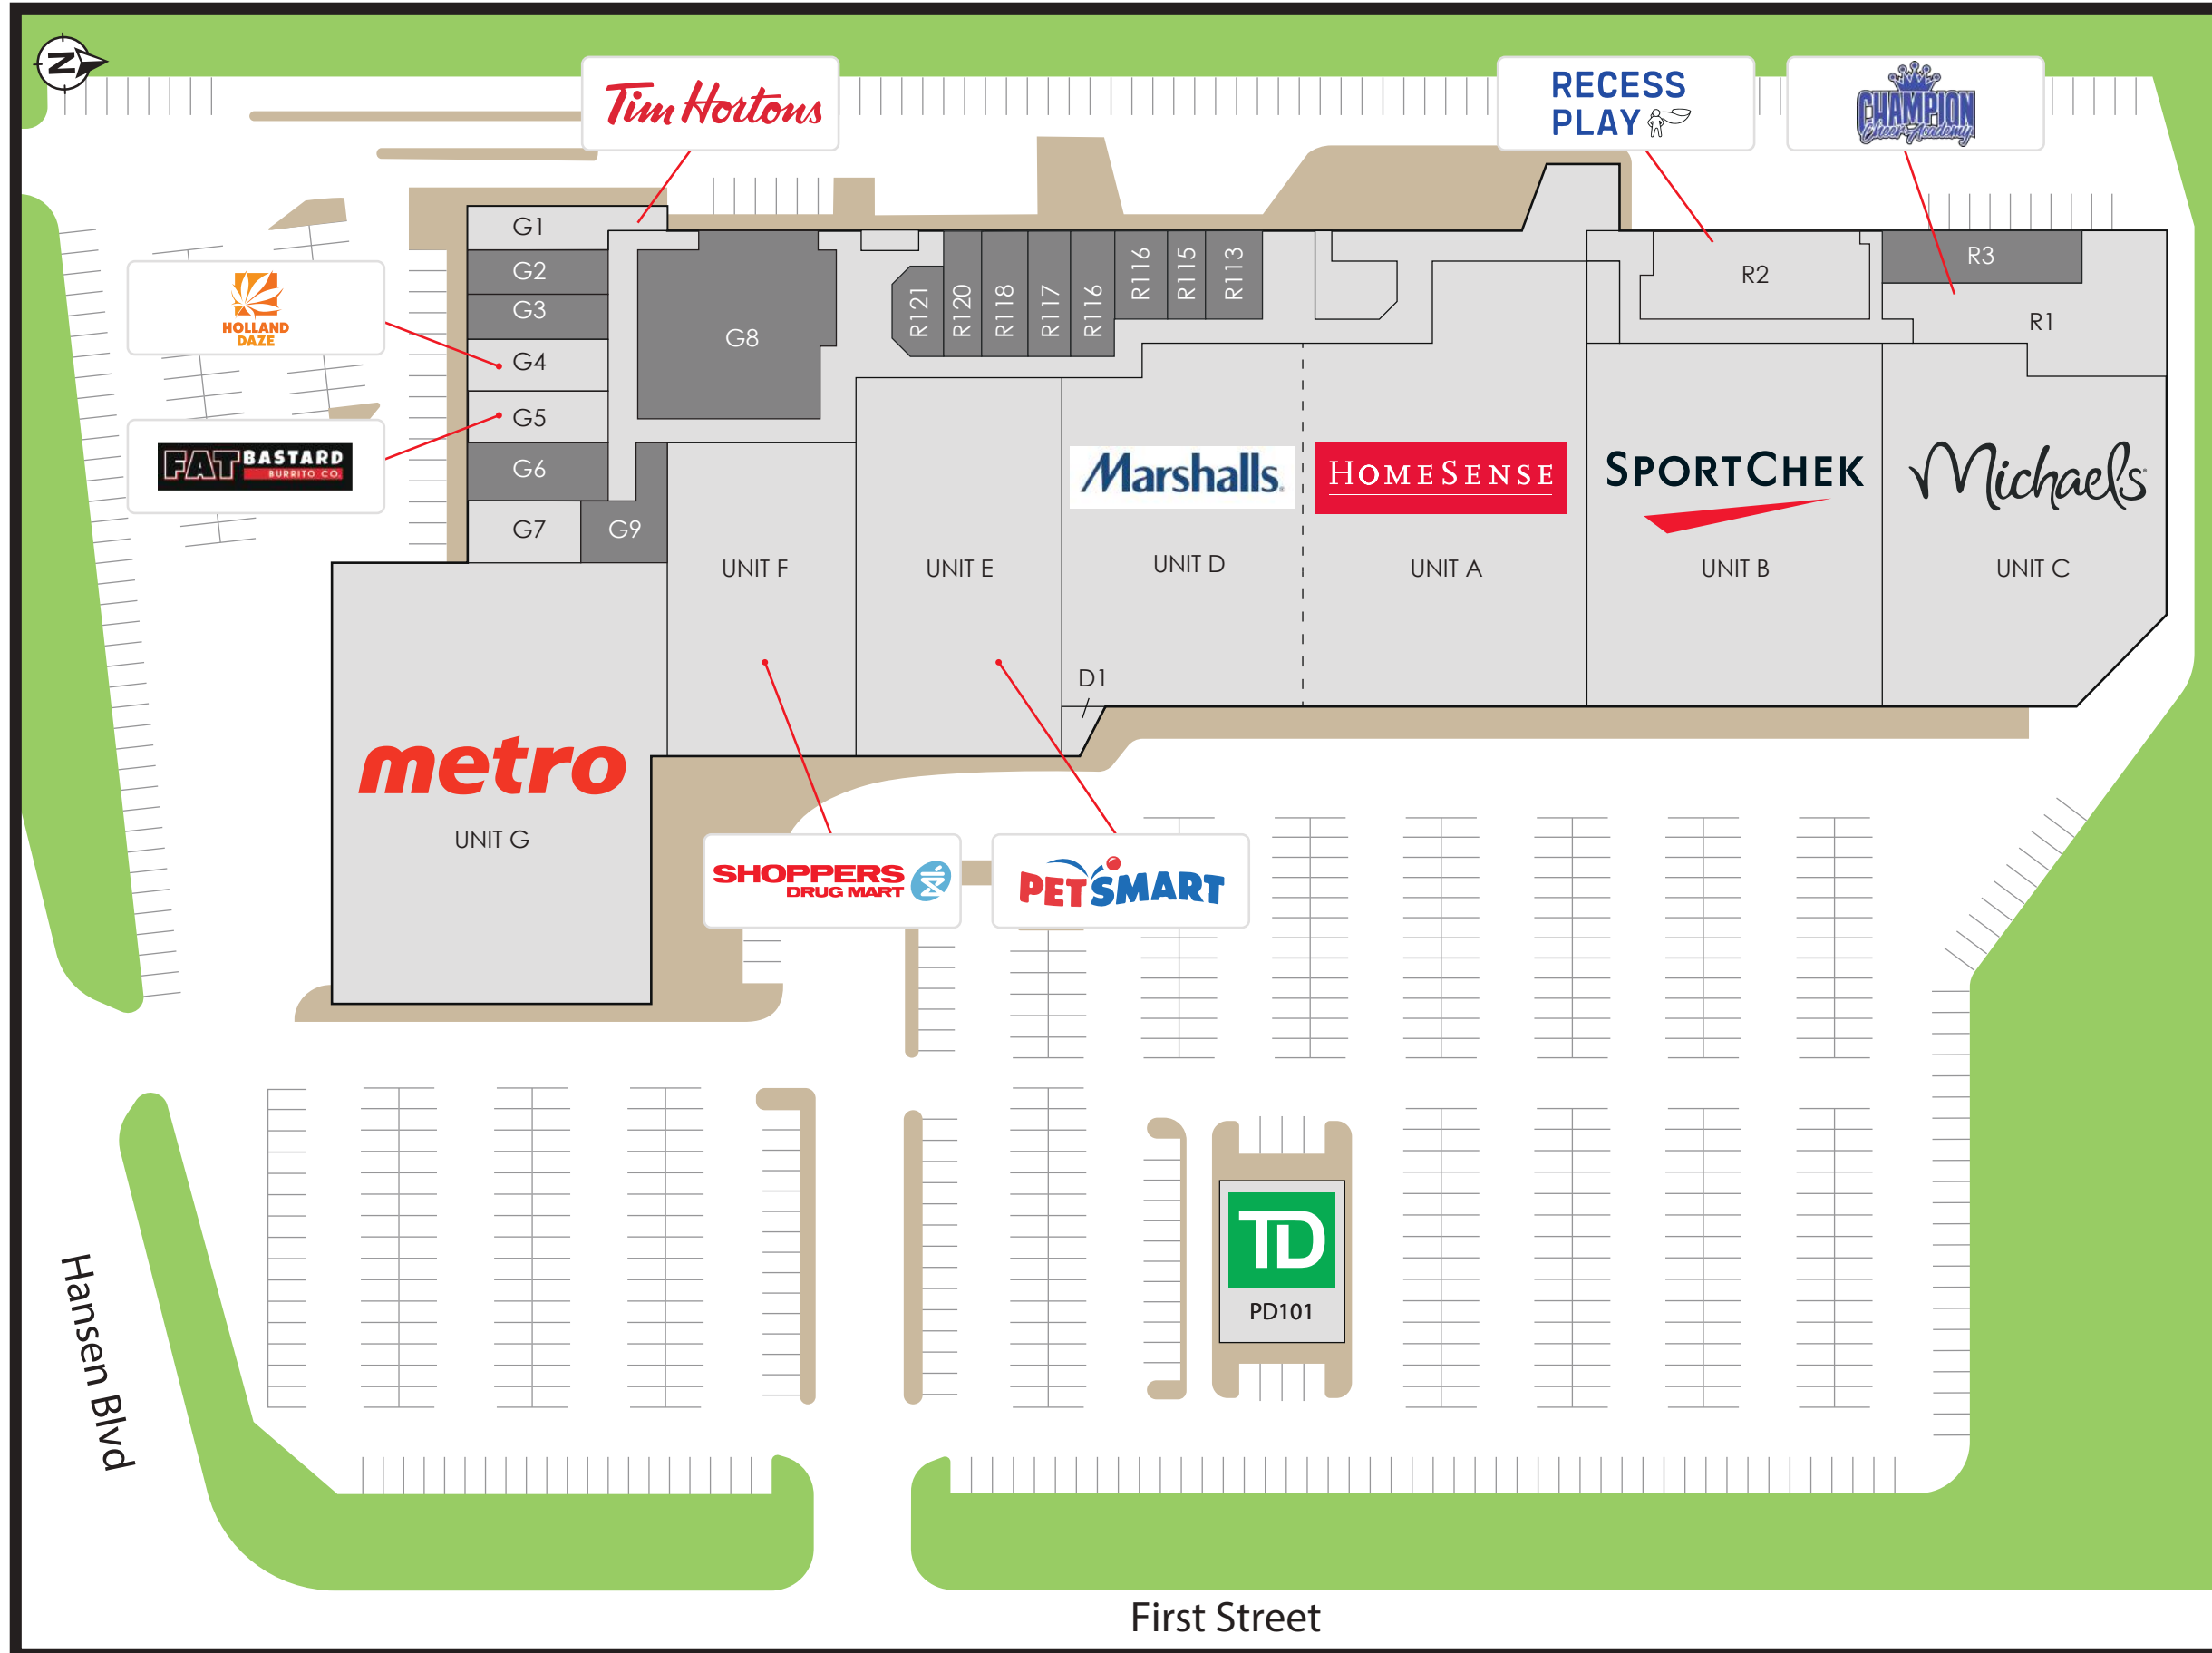 N
Tim Hortons
RECESS
PLAY
CHAMPION
Cheer Academy
G1
G2
G3
G4
G5
G6
G7
G9
G8
HOLLAND
DAZE
FAT BASTARD
BURRITO CO.
R121
R120
R118
R117
R116
R116
R115
R113
R2
R3
R1
Marshalls
UNIT D
HOMESENSE
UNIT A
SPORTCHEK
UNIT B
Michaels
UNIT C
UNIT F
UNIT E
D1
metro
UNIT G
SHOPPERS
DRUG MART
PETSMART
TD
PD101
Hansen Blvd
First Street